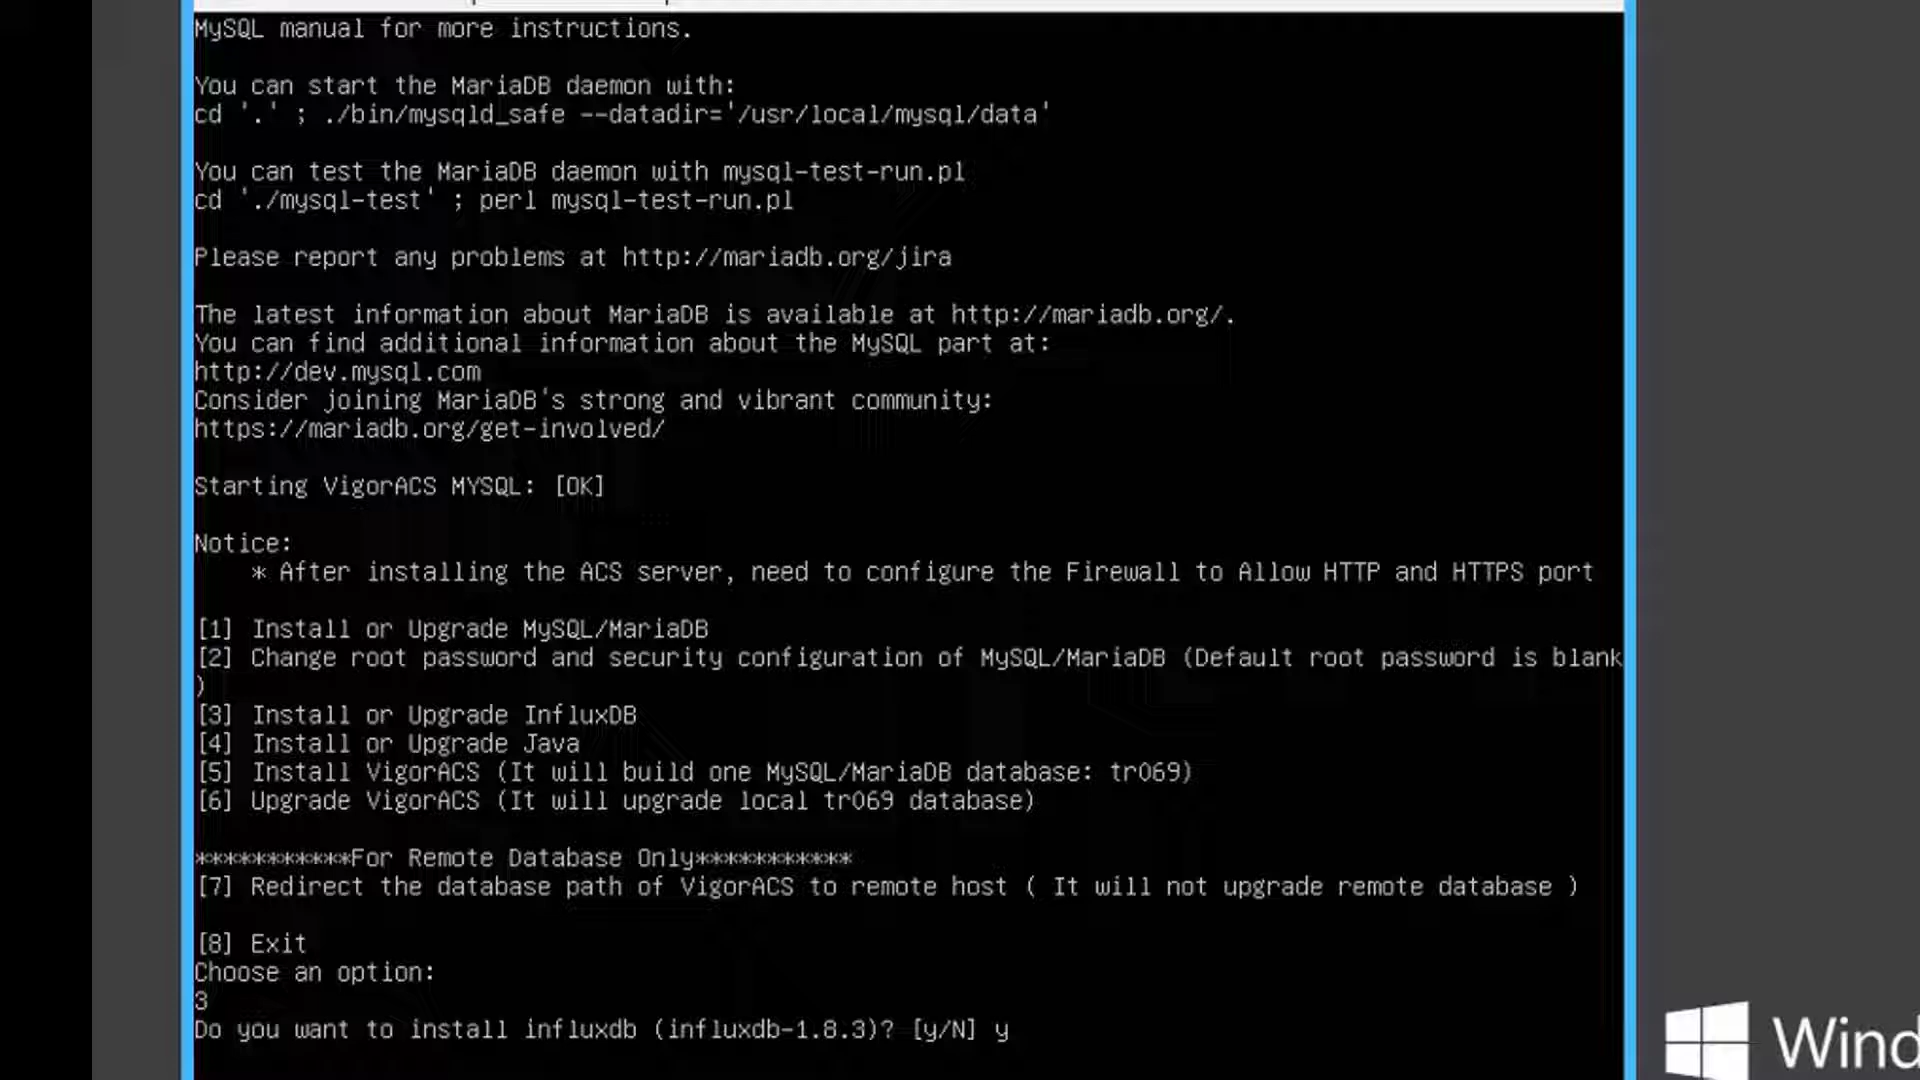 MySQL manual for more instructions.
You can start the MariaDB daemon with:
cd '.' ; ./bin/mysqld_safe --datadir='/usr/local/mysql/data'
You can test the MariaDB daemon with mysql-test-run.pl
cd './mysql-test' ; perl mysql-test-run.pl
Please report any problems at http://mariadb.org/jira
The latest information about MariaDB is available at http://mariadb.org/.
You can find additional information about the MySQL part at:
http://dev.mysql.com
Consider joining MariaDB's strong and vibrant community:
https://mariadb.org/get-involved/
Starting VigorACS MYSQL: [OK]
Notice:
* After installing the ACS server, need to configure the Firewall to Allow HTTP and HTTPS port
[1] Install or Upgrade MySQL/MariaDB
[2] Change root password and security configuration of MySQL/MariaDB (Default root password is blank
)
[3] Install or Upgrade InfluxDB
[4] Install or Upgrade Java
[5] Install VigorACS (It will build one MySQL/MariaDB database: tr069)
[6] Upgrade VigorACS (It will upgrade local tr069 database)
***********For Remote Database Only***********
[7] Redirect the database path of VigorACS to remote host ( It will not upgrade remote database )
[8] Exit
Choose an option:
3
Do you want to install influxdb (influxdb-1.8.3)? [y/N] y
Wind